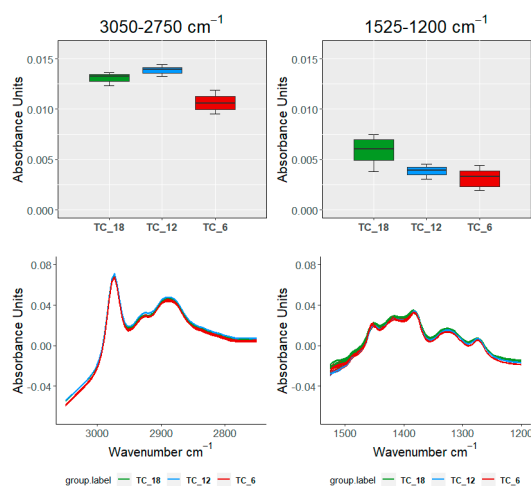 3050-2750 cm⁻¹
1525-1200 cm⁻¹
Absorbance Units
0.015
0.010
0.005
0.000
TC_18 TC_12 TC_6
Absorbance Units
0.015
0.010
0.005
0.000
TC_18 TC_12 TC_6
Absorbance Units
0.08
0.04
0.00
-0.04
3000 2900 2800
Wavenumber cm⁻¹
group.label TC_18 TC_12 TC_6
Absorbance Units
0.08
0.04
0.00
-0.04
1500 1400 1300 1200
Wavenumber cm⁻¹
group.label TC_18 TC_12 TC_6